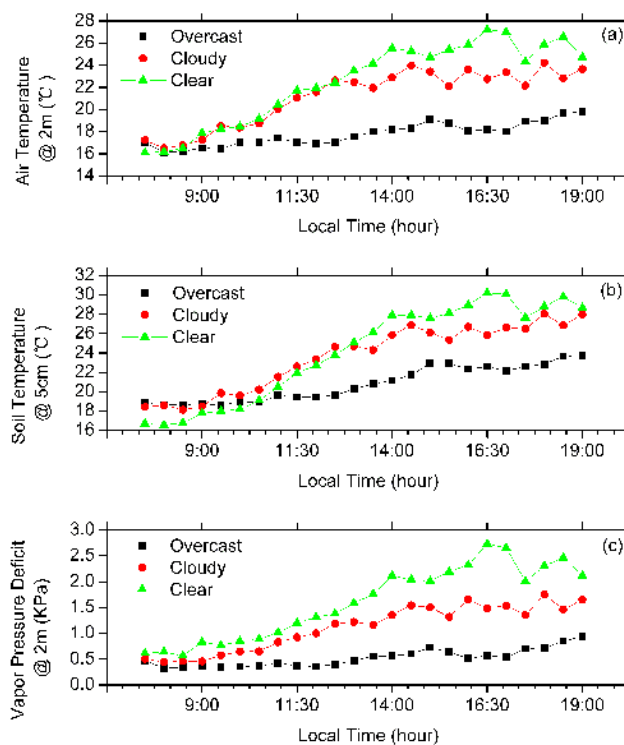 28
26
24
22
20
18
16
14
Air Temperature
@ 2m (℃)
Overcast
Cloudy
Clear
(a)
9:00 11:30 14:00 16:30 19:00
Local Time (hour)
32
30
28
26
24
22
20
18
16
Soil Temperature
@ 5cm (℃)
Overcast
Cloudy
Clear
(b)
9:00 11:30 14:00 16:30 19:00
Local Time (hour)
3.0
2.5
2.0
1.5
1.0
0.5
0.0
Vapor Pressure Deficit
@ 2m (KPa)
Overcast
Cloudy
Clear
(c)
9:00 11:30 14:00 16:30 19:00
Local Time (hour)